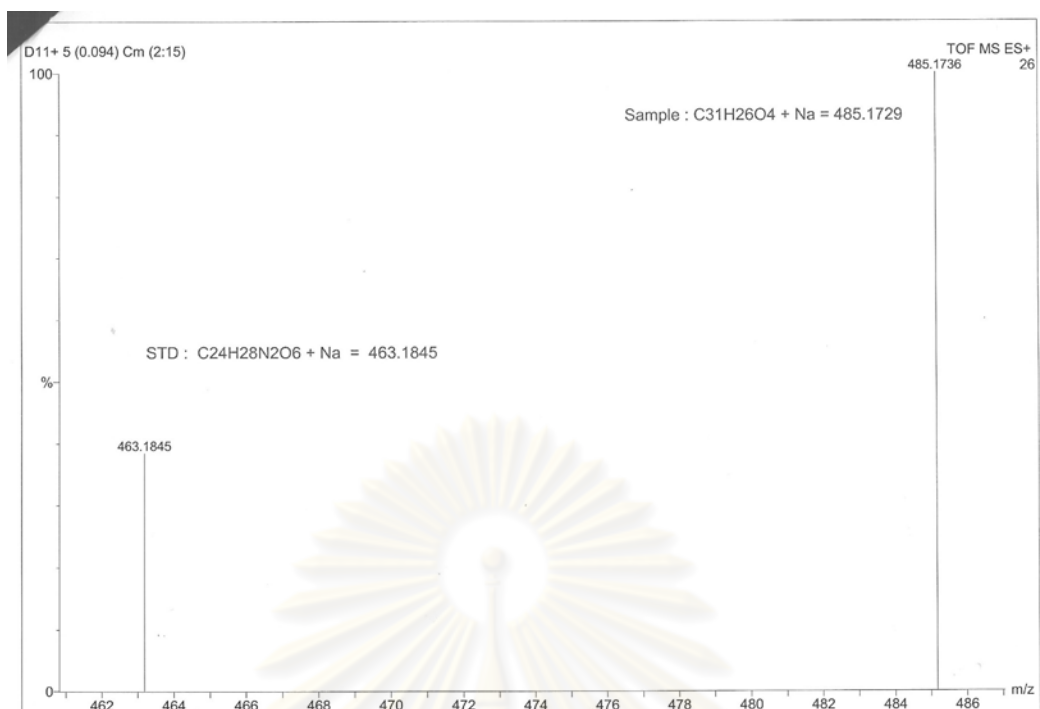 D11+ 5 (0.094) Cm (2:15)
TOF MS ES+
100
485.1736
26
Sample : C31H26O4 + Na = 485.1729
STD : C24H28N2O6 + Na = 463.1845
%
463.1845
0
m/z
462 464 466 468 470 472 474 476 478 480 482 484 486